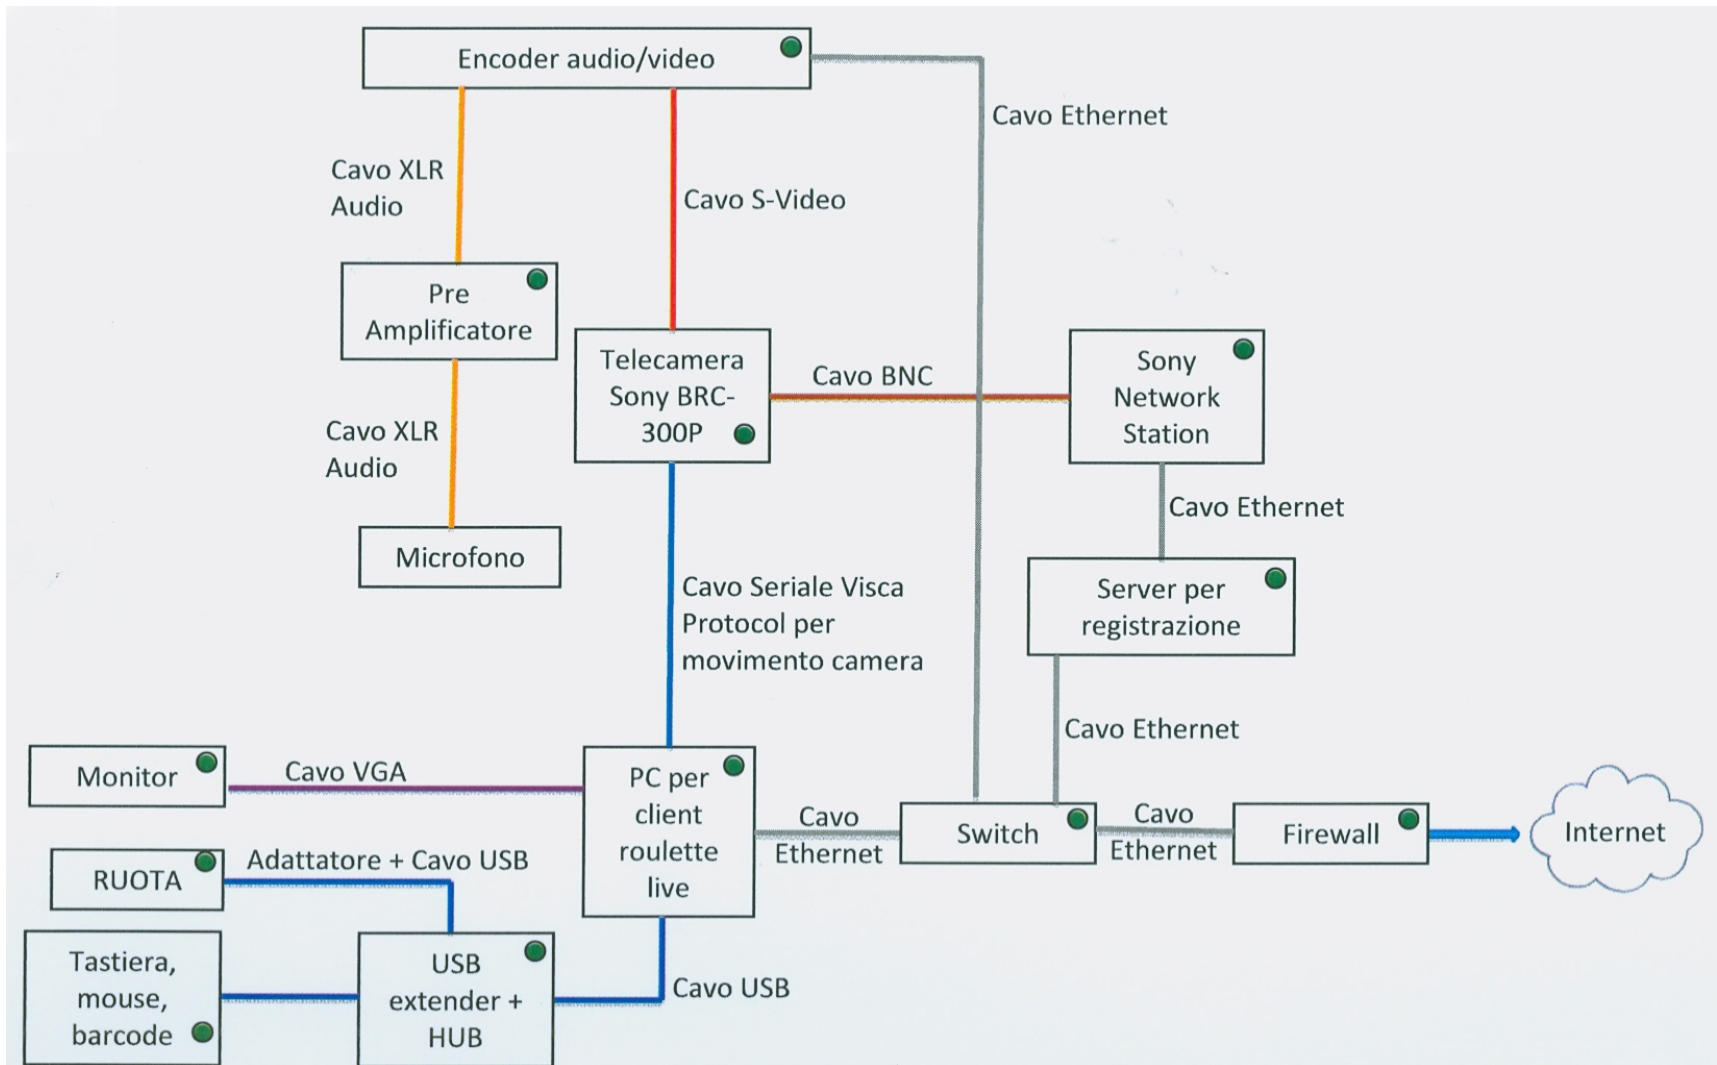 Encoder audio/video
Cavo Ethernet
Cavo XLR
Audio
Cavo S-Video
Pre
Amplificatore
Telecamera
Sony BRC-
300P
Cavo BNC
Sony
Network
Station
Cavo XLR
Audio
Cavo Ethernet
Microfono
Cavo Seriale Visca
Protocol per
movimento camera
Server per
registrazione
Cavo Ethernet
Monitor
Cavo VGA
PC per
client
roulette
live
Cavo
Ethernet
Switch
Cavo
Ethernet
Firewall
Internet
RUOTA
Adattatore + Cavo USB
Tastiera,
mouse,
barcode
USB
extender +
HUB
Cavo USB